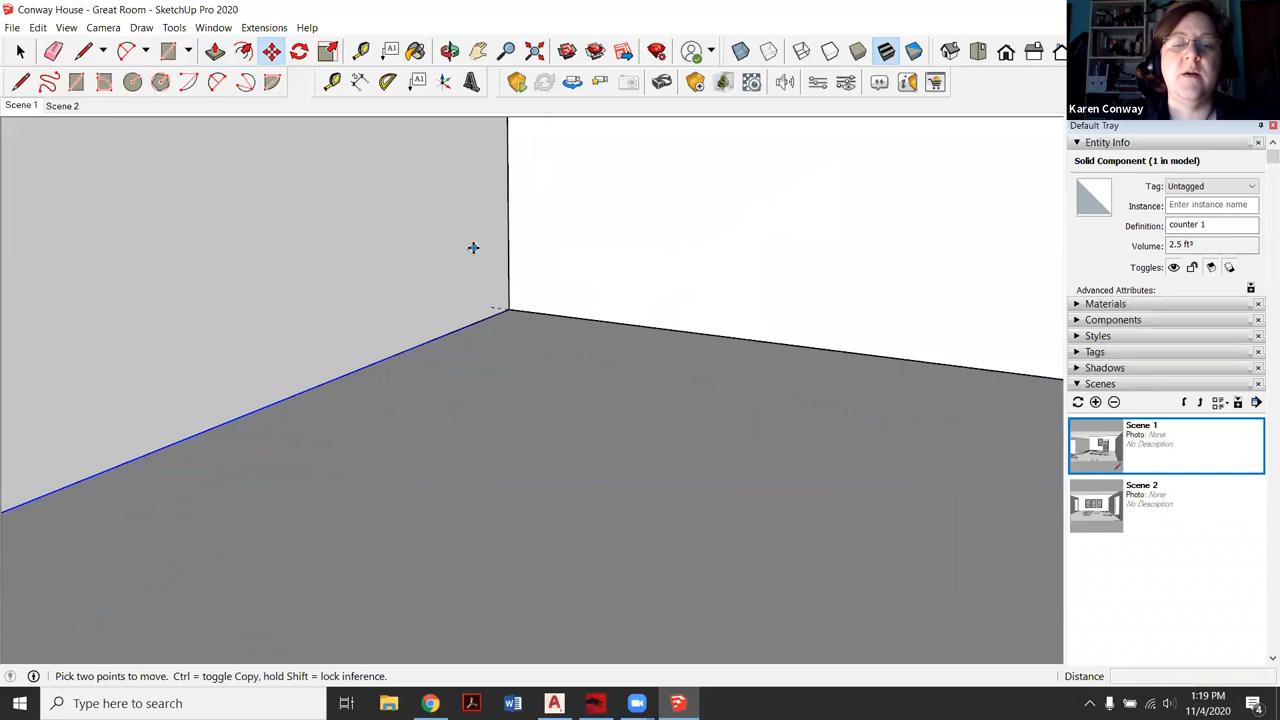 Conway House - Great Room - SketchUp Pro 2020
File Edit View Camera Draw Tools Window Extensions Help
Scene 1 Scene 2
Karen Conway
Default Tray
Entity Info
Solid Component (1 in model)
Tag: Untagged
Instance: Enter instance name
Definition: counter 1
Volume: 2.5 ft³
Toggles:
Advanced Attributes:
Materials
Components
Styles
Tags
Shadows
Scenes
Scene 1
Photo: None
No Description
Scene 2
Photo: None
No Description
Pick two points to move. Ctrl = toggle Copy, hold Shift = lock inference.
Distance
Type here to search
1:19 PM
11/4/2020
4